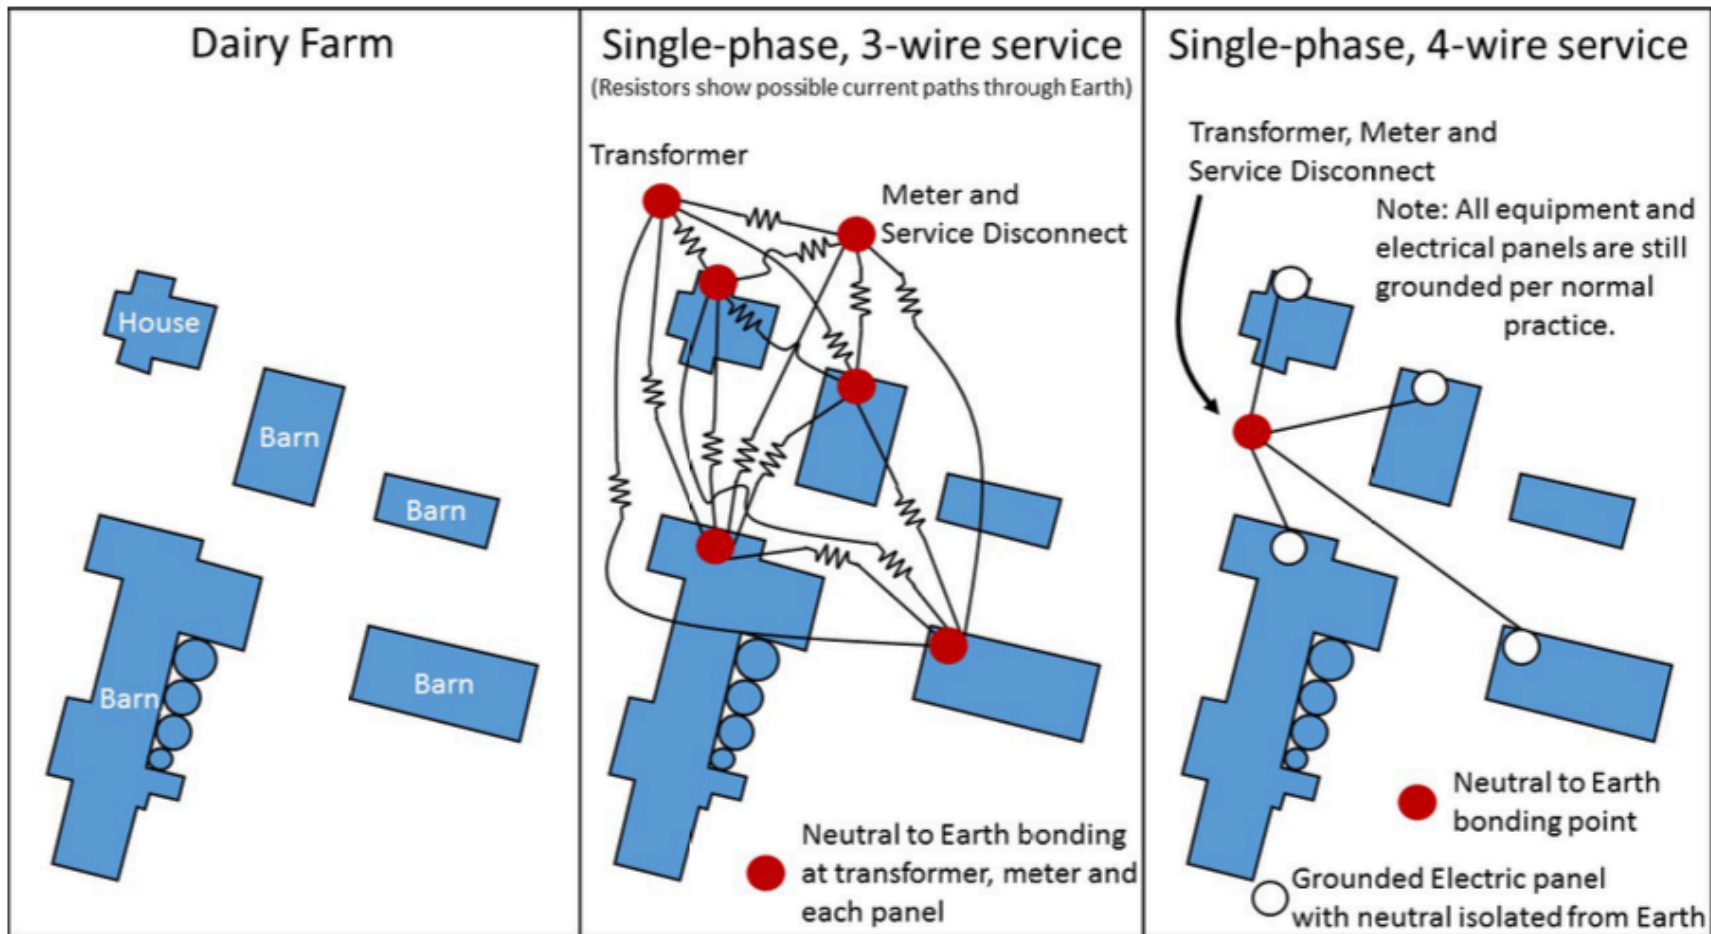 Dairy Farm
House
Barn
Barn
Barn
Barn
Single-phase, 3-wire service
(Resistors show possible current paths through Earth)
Transformer
Meter and
Service Disconnect
Neutral to Earth bonding
at transformer, meter and
each panel
Single-phase, 4-wire service
Transformer, Meter and
Service Disconnect
Note: All equipment and
electrical panels are still
grounded per normal
practice.
Neutral to Earth
bonding point
Grounded Electric panel
with neutral isolated from Earth